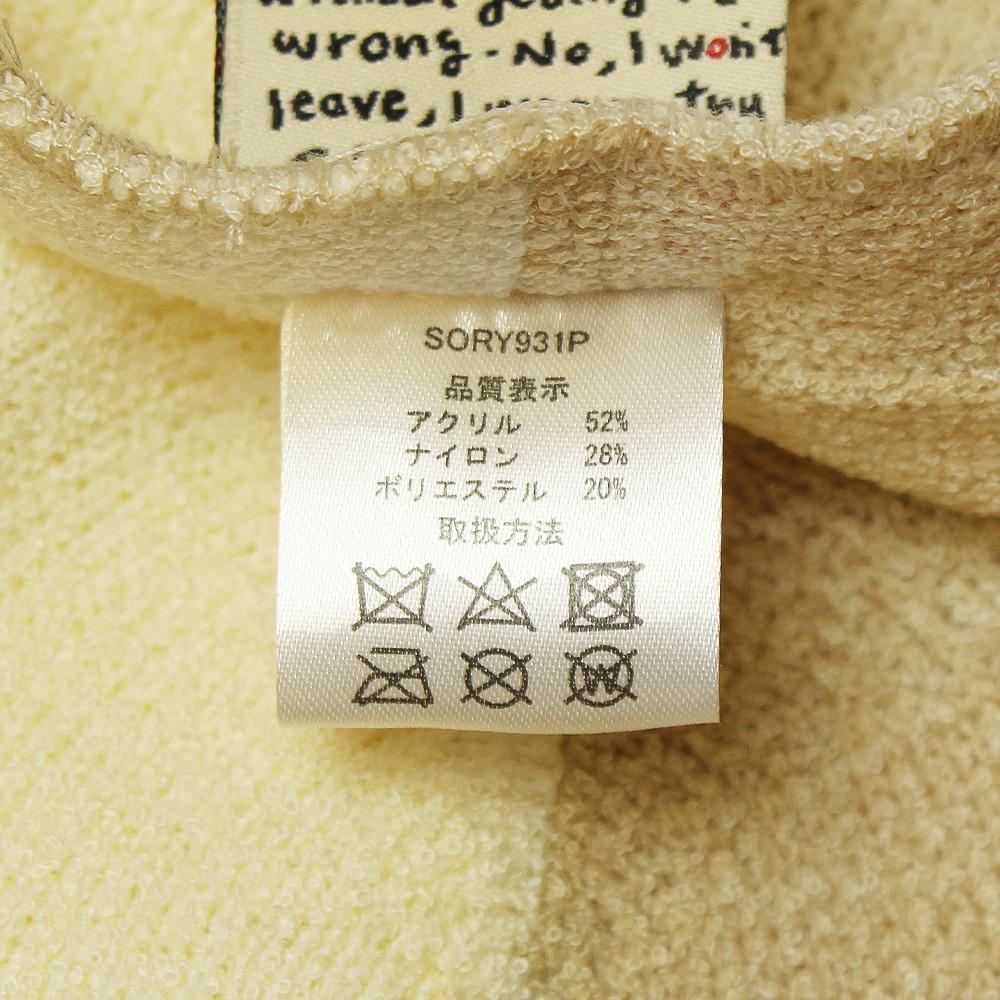 wrong. No, I won't
leave, I
SORY931P
品質表示
アクリル 52%
ナイロン 28%
ポリエステル 20%
取扱方法
W